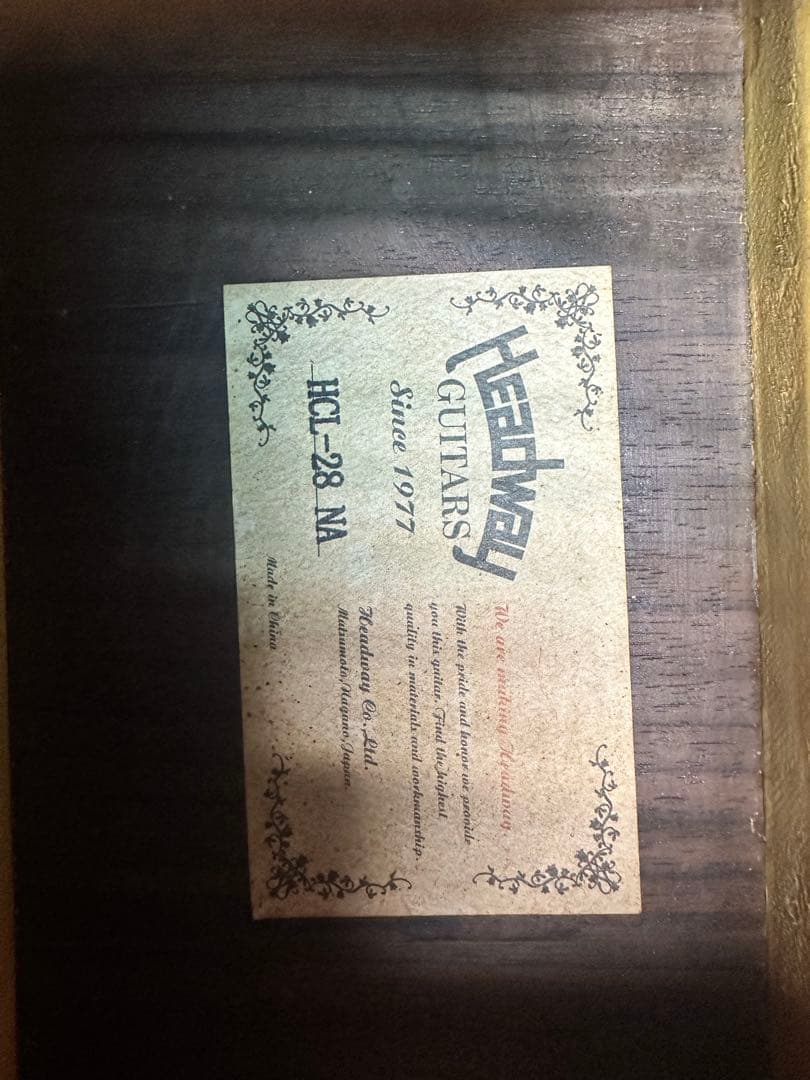 Headway
GUITARS
Since 1977
HCL-28 NA
We are making Headway
With the pride and honor we provide
you this guitar. Find the highest
quality in materials and workmanship.
Headway Co.,Ltd.
Matsumoto,Nagano,Japan.
Made in China